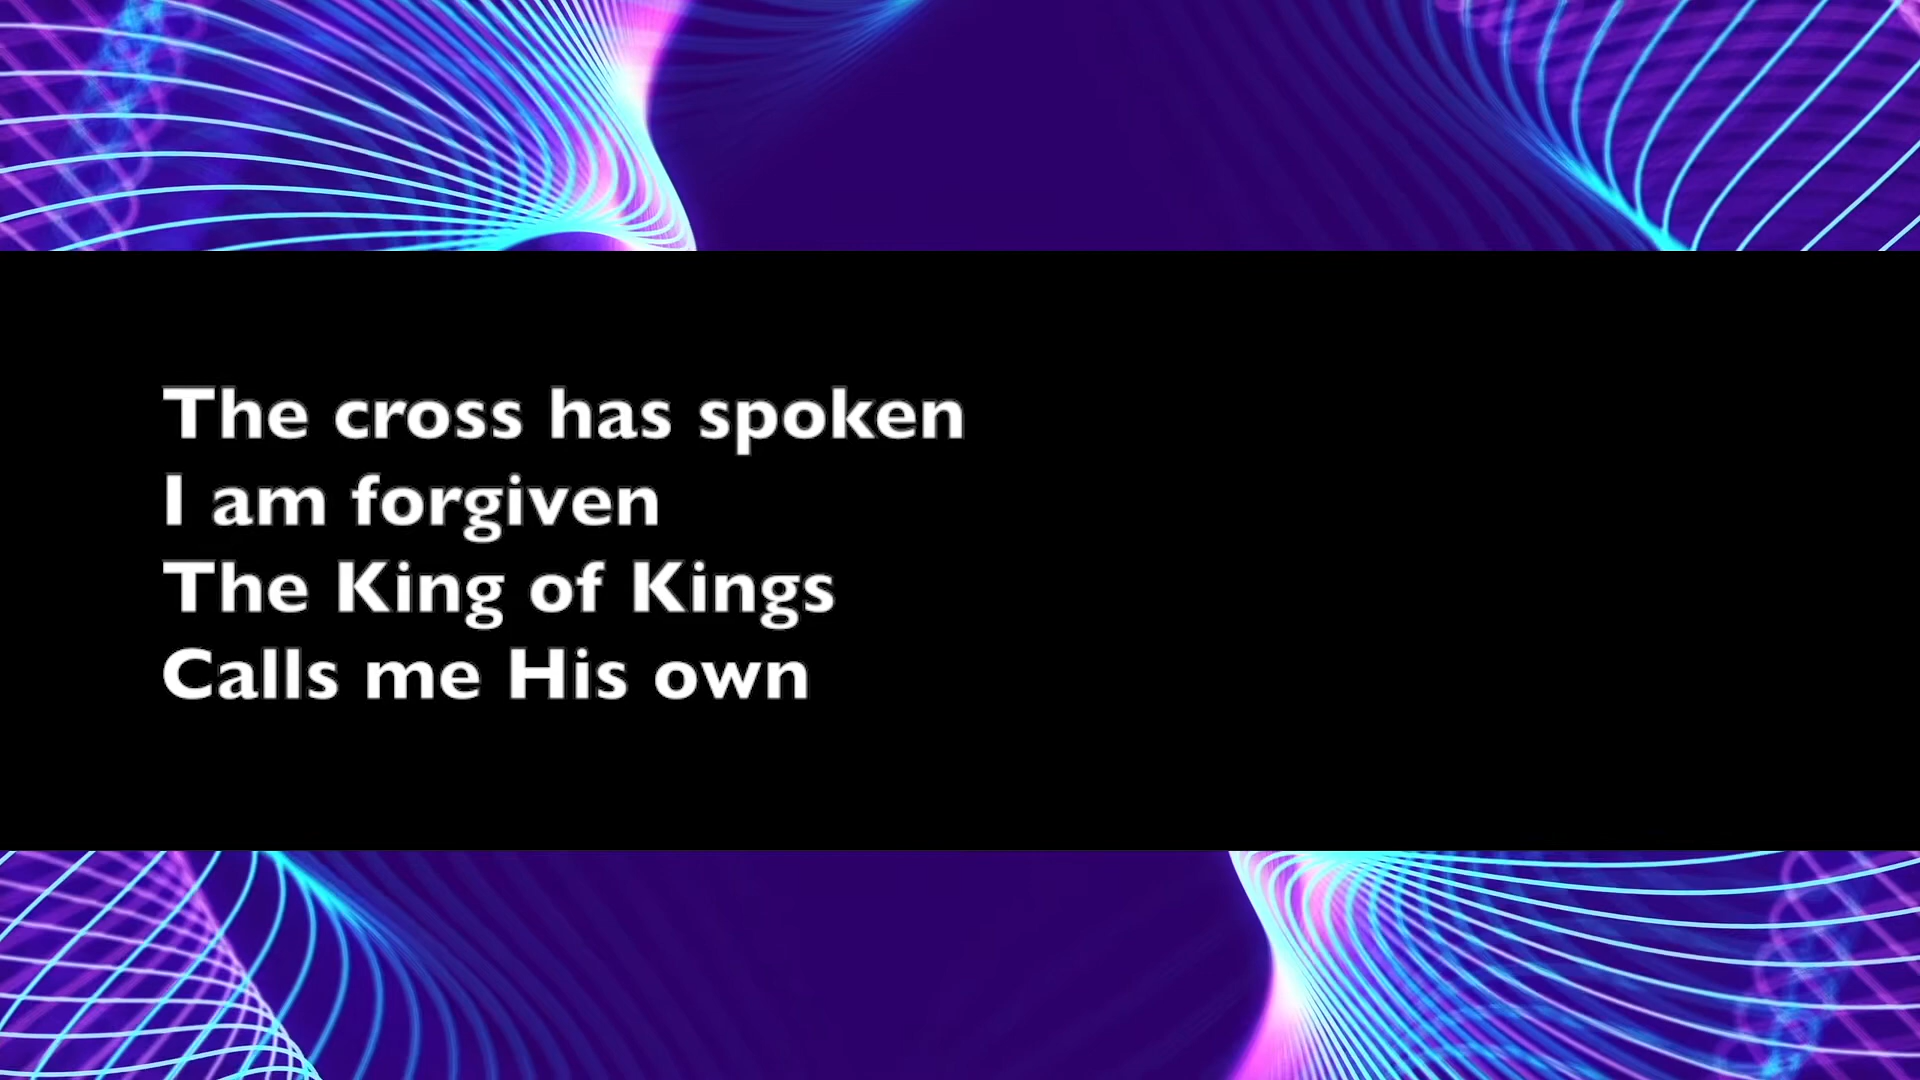 The cross has spoken
I am forgiven
The King of Kings
Calls me His own